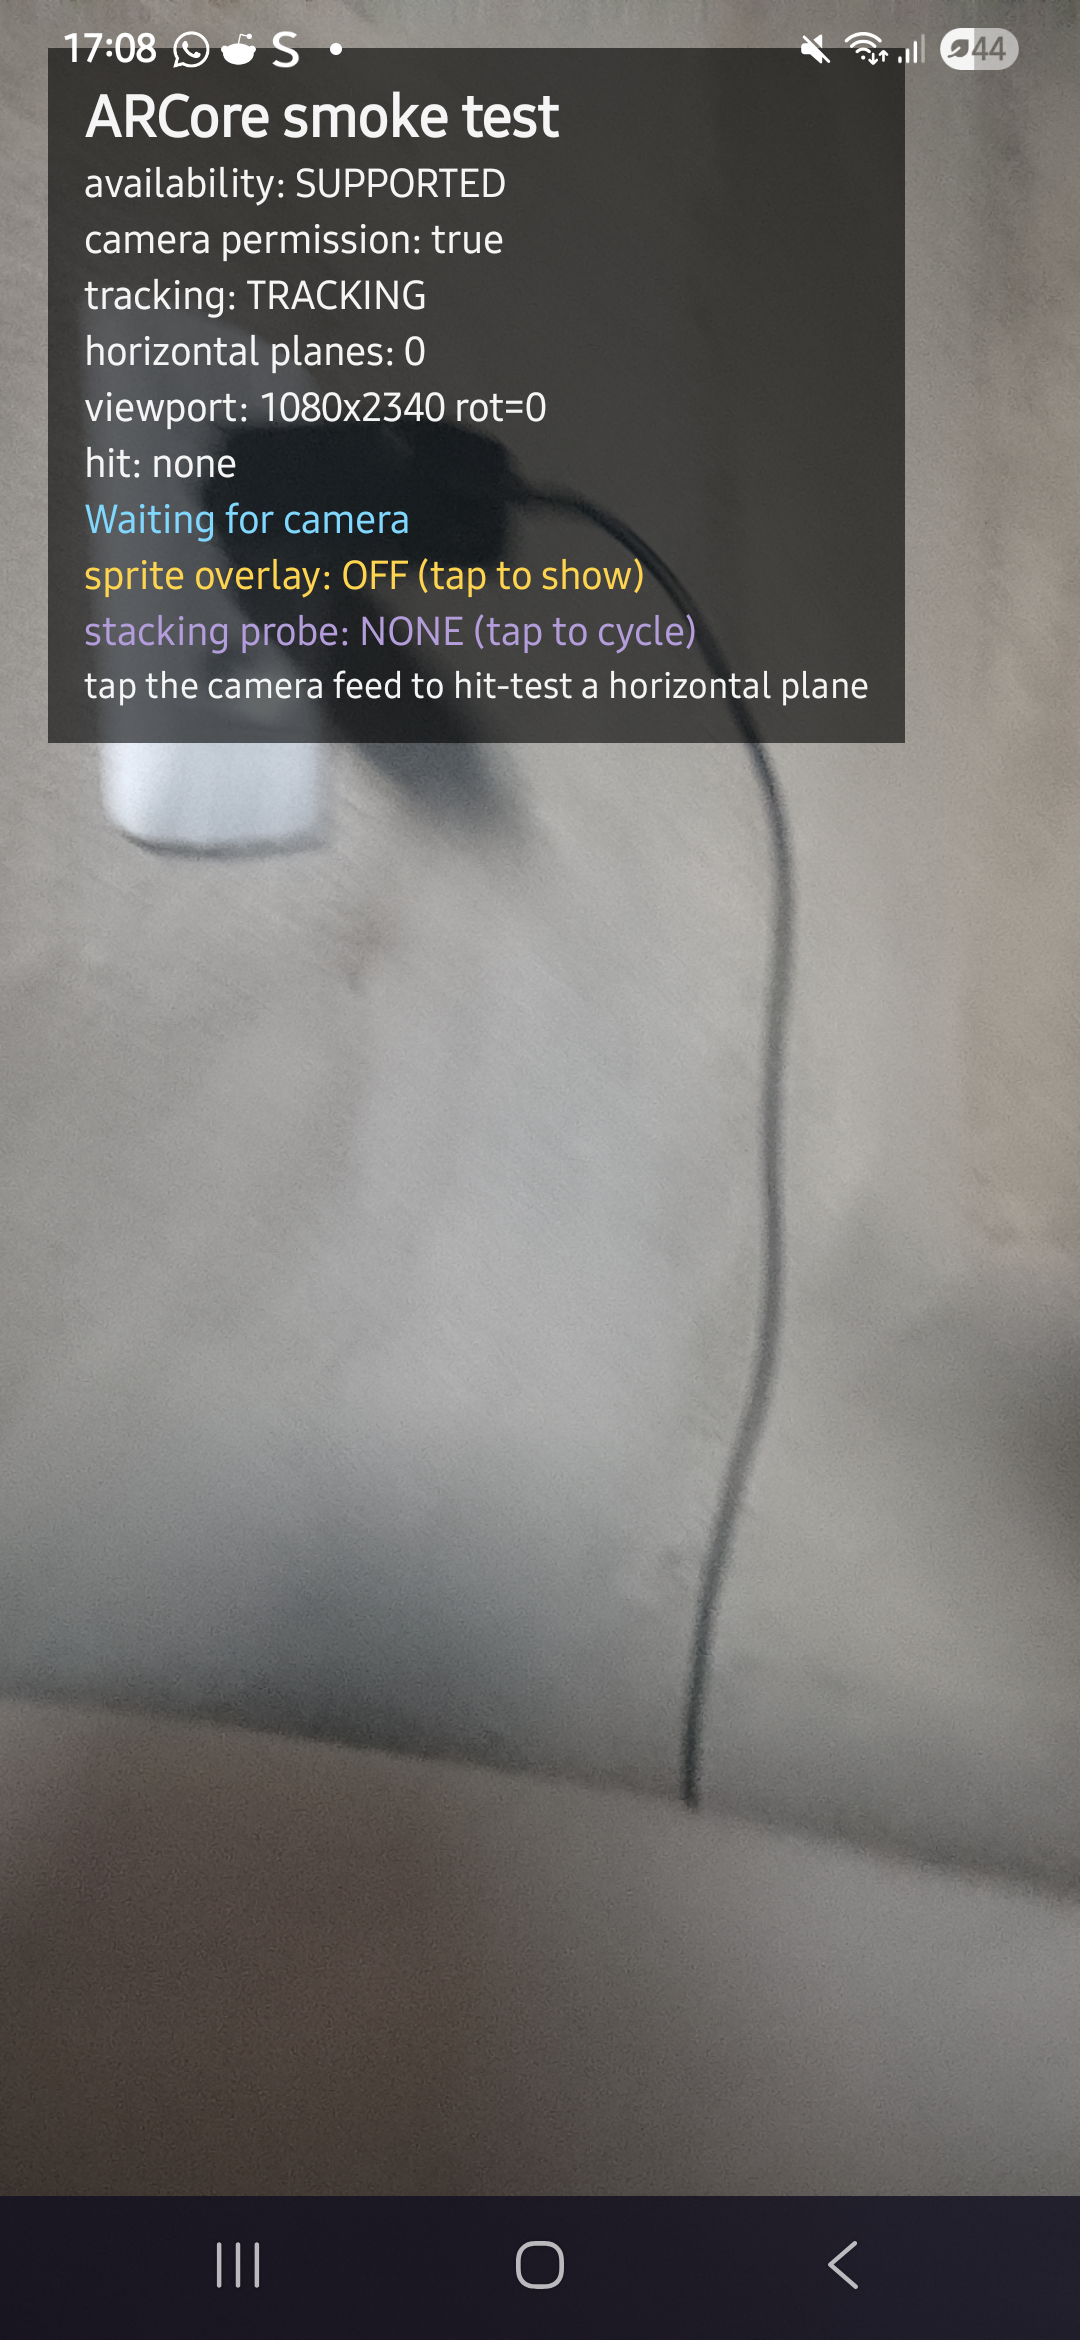 17:08 S 44
ARCore smoke test
availability: SUPPORTED
camera permission: true
tracking: TRACKING
horizontal planes: 0
viewport: 1080x2340 rot=0
hit: none
Waiting for camera
sprite overlay: OFF (tap to show)
stacking probe: NONE (tap to cycle)
tap the camera feed to hit-test a horizontal plane